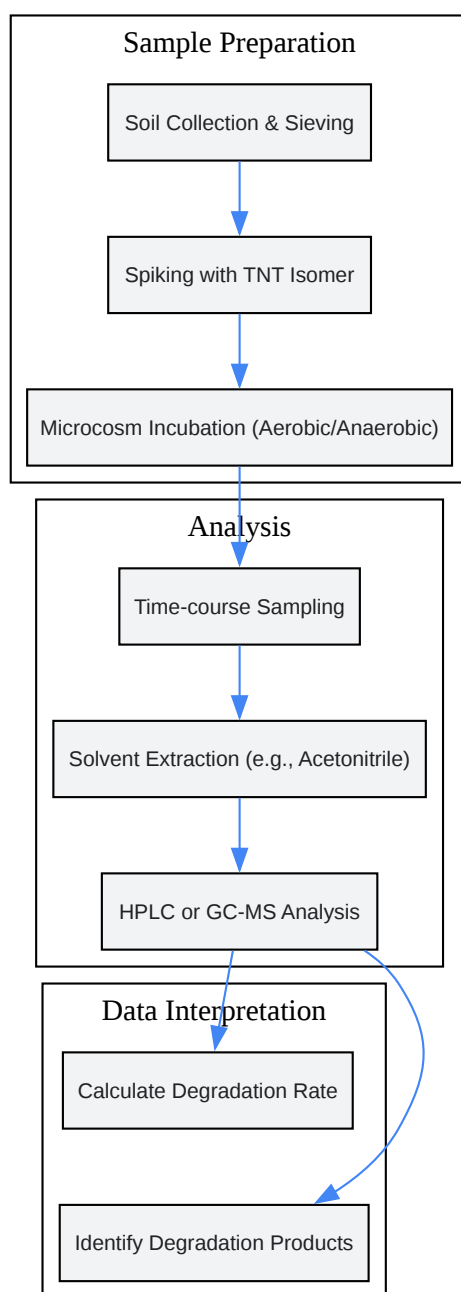 Sample Preparation
Soil Collection & Sieving
Spiking with TNT Isomer
Microcosm Incubation (Aerobic/Anaerobic)
Analysis
Time-course Sampling
Solvent Extraction (e.g., Acetonitrile)
HPLC or GC-MS Analysis
Data Interpretation
Calculate Degradation Rate
Identify Degradation Products